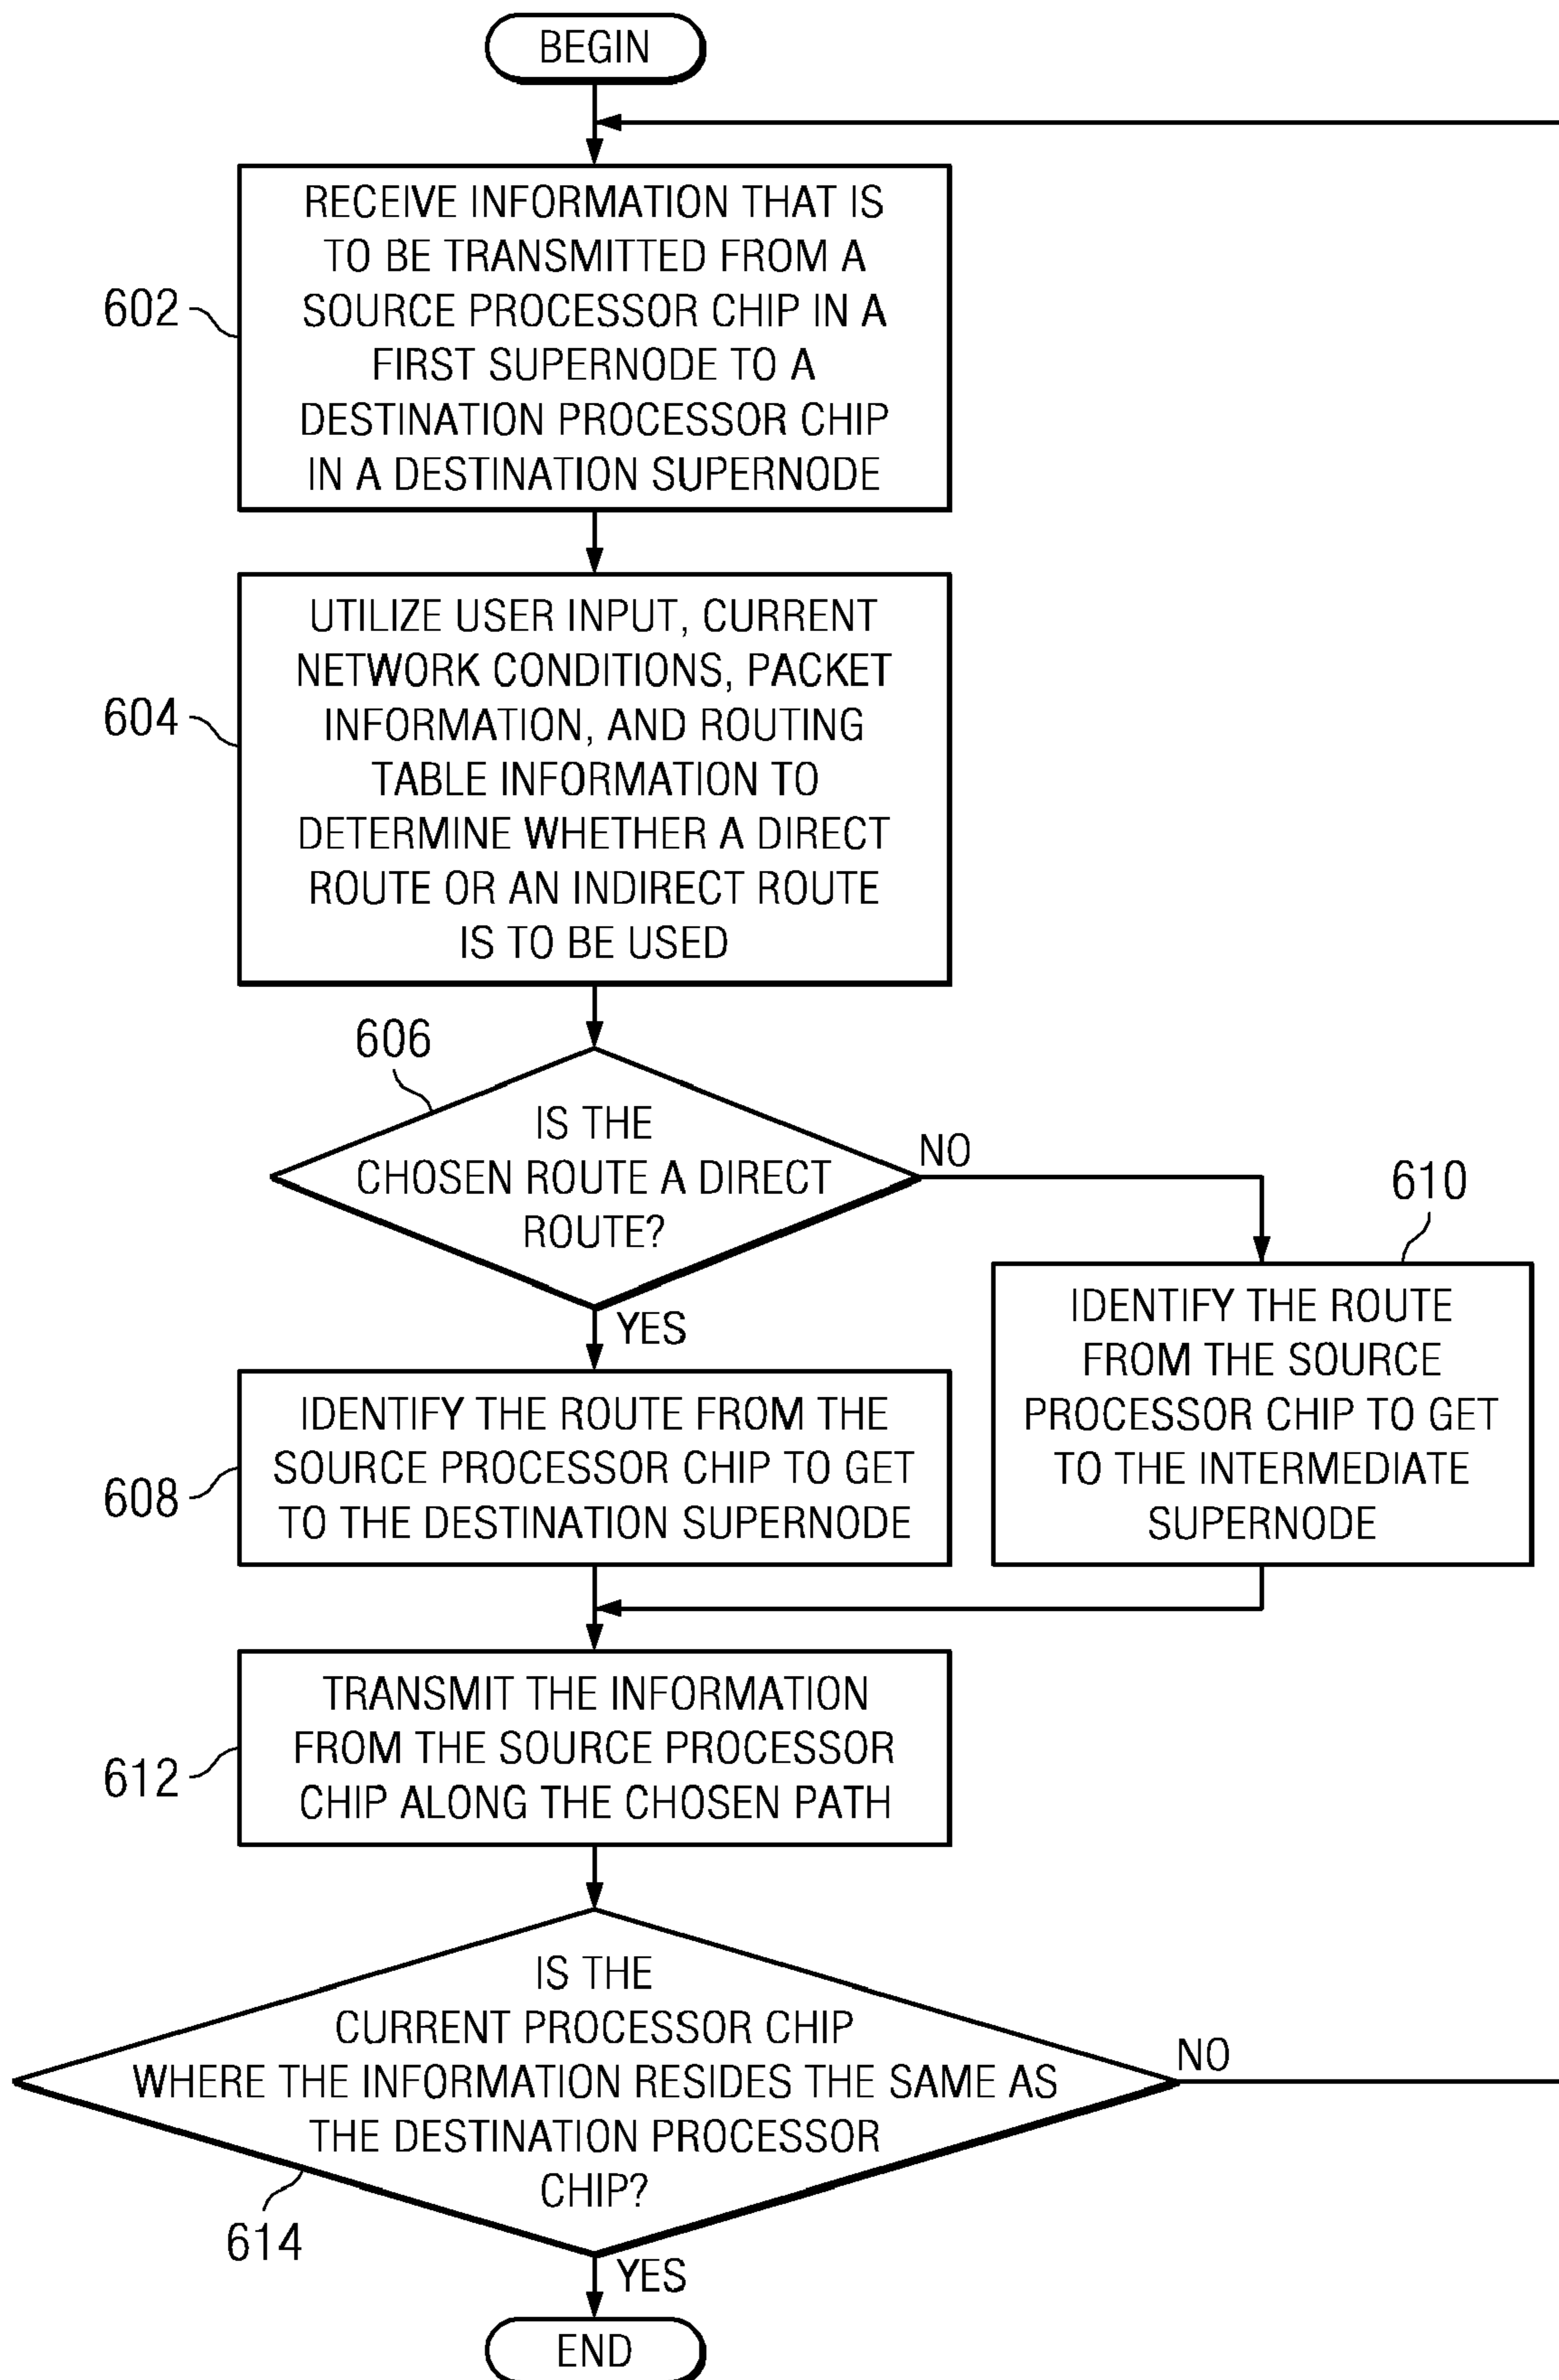 BEGIN
602
RECEIVE INFORMATION THAT IS
TO BE TRANSMITTED FROM A
SOURCE PROCESSOR CHIP IN A
FIRST SUPERNODE TO A
DESTINATION PROCESSOR CHIP
IN A DESTINATION SUPERNODE
604
UTILIZE USER INPUT, CURRENT
NETWORK CONDITIONS, PACKET
INFORMATION, AND ROUTING
TABLE INFORMATION TO
DETERMINE WHETHER A DIRECT
ROUTE OR AN INDIRECT ROUTE
IS TO BE USED
606
IS THE
CHOSEN ROUTE A DIRECT
ROUTE?
NO
YES
610
IDENTIFY THE ROUTE
FROM THE SOURCE
PROCESSOR CHIP TO GET
TO THE INTERMEDIATE
SUPERNODE
608
IDENTIFY THE ROUTE FROM THE
SOURCE PROCESSOR CHIP TO GET
TO THE DESTINATION SUPERNODE
612
TRANSMIT THE INFORMATION
FROM THE SOURCE PROCESSOR
CHIP ALONG THE CHOSEN PATH
IS THE
CURRENT PROCESSOR CHIP
WHERE THE INFORMATION RESIDES THE SAME AS
THE DESTINATION PROCESSOR
CHIP?
NO
614
YES
END